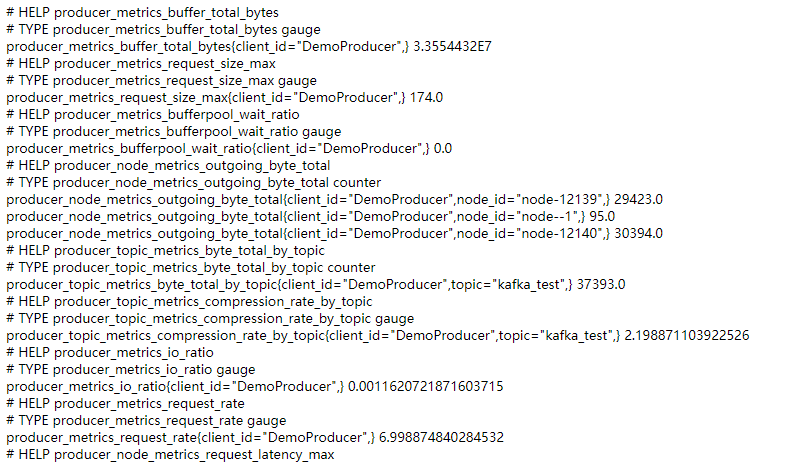 # HELP producer_metrics_buffer_total_bytes
# TYPE producer_metrics_buffer_total_bytes gauge
producer_metrics_buffer_total_bytes{client_id="DemoProducer",} 3.3554432E7
# HELP producer_metrics_request_size_max
# TYPE producer_metrics_request_size_max gauge
producer_metrics_request_size_max{client_id="DemoProducer",} 174.0
# HELP producer_metrics_bufferpool_wait_ratio
# TYPE producer_metrics_bufferpool_wait_ratio gauge
producer_metrics_bufferpool_wait_ratio{client_id="DemoProducer",} 0.0
# HELP producer_node_metrics_outgoing_byte_total
# TYPE producer_node_metrics_outgoing_byte_total counter
producer_node_metrics_outgoing_byte_total{client_id="DemoProducer",node_id="node-12139",} 29423.0
producer_node_metrics_outgoing_byte_total{client_id="DemoProducer",node_id="node--1",} 95.0
producer_node_metrics_outgoing_byte_total{client_id="DemoProducer",node_id="node-12140",} 30394.0
# HELP producer_topic_metrics_byte_total_by_topic
# TYPE producer_topic_metrics_byte_total_by_topic counter
producer_topic_metrics_byte_total_by_topic{client_id="DemoProducer",topic="kafka_test",} 37393.0
# HELP producer_topic_metrics_compression_rate_by_topic
# TYPE producer_topic_metrics_compression_rate_by_topic gauge
producer_topic_metrics_compression_rate_by_topic{client_id="DemoProducer",topic="kafka_test",} 2.198871103922526
# HELP producer_metrics_io_ratio
# TYPE producer_metrics_io_ratio gauge
producer_metrics_io_ratio{client_id="DemoProducer",} 0.0011620721871603715
# HELP producer_metrics_request_rate
# TYPE producer_metrics_request_rate gauge
producer_metrics_request_rate{client_id="DemoProducer",} 6.998874840284532
# HELP producer_node_metrics_request_latency_max